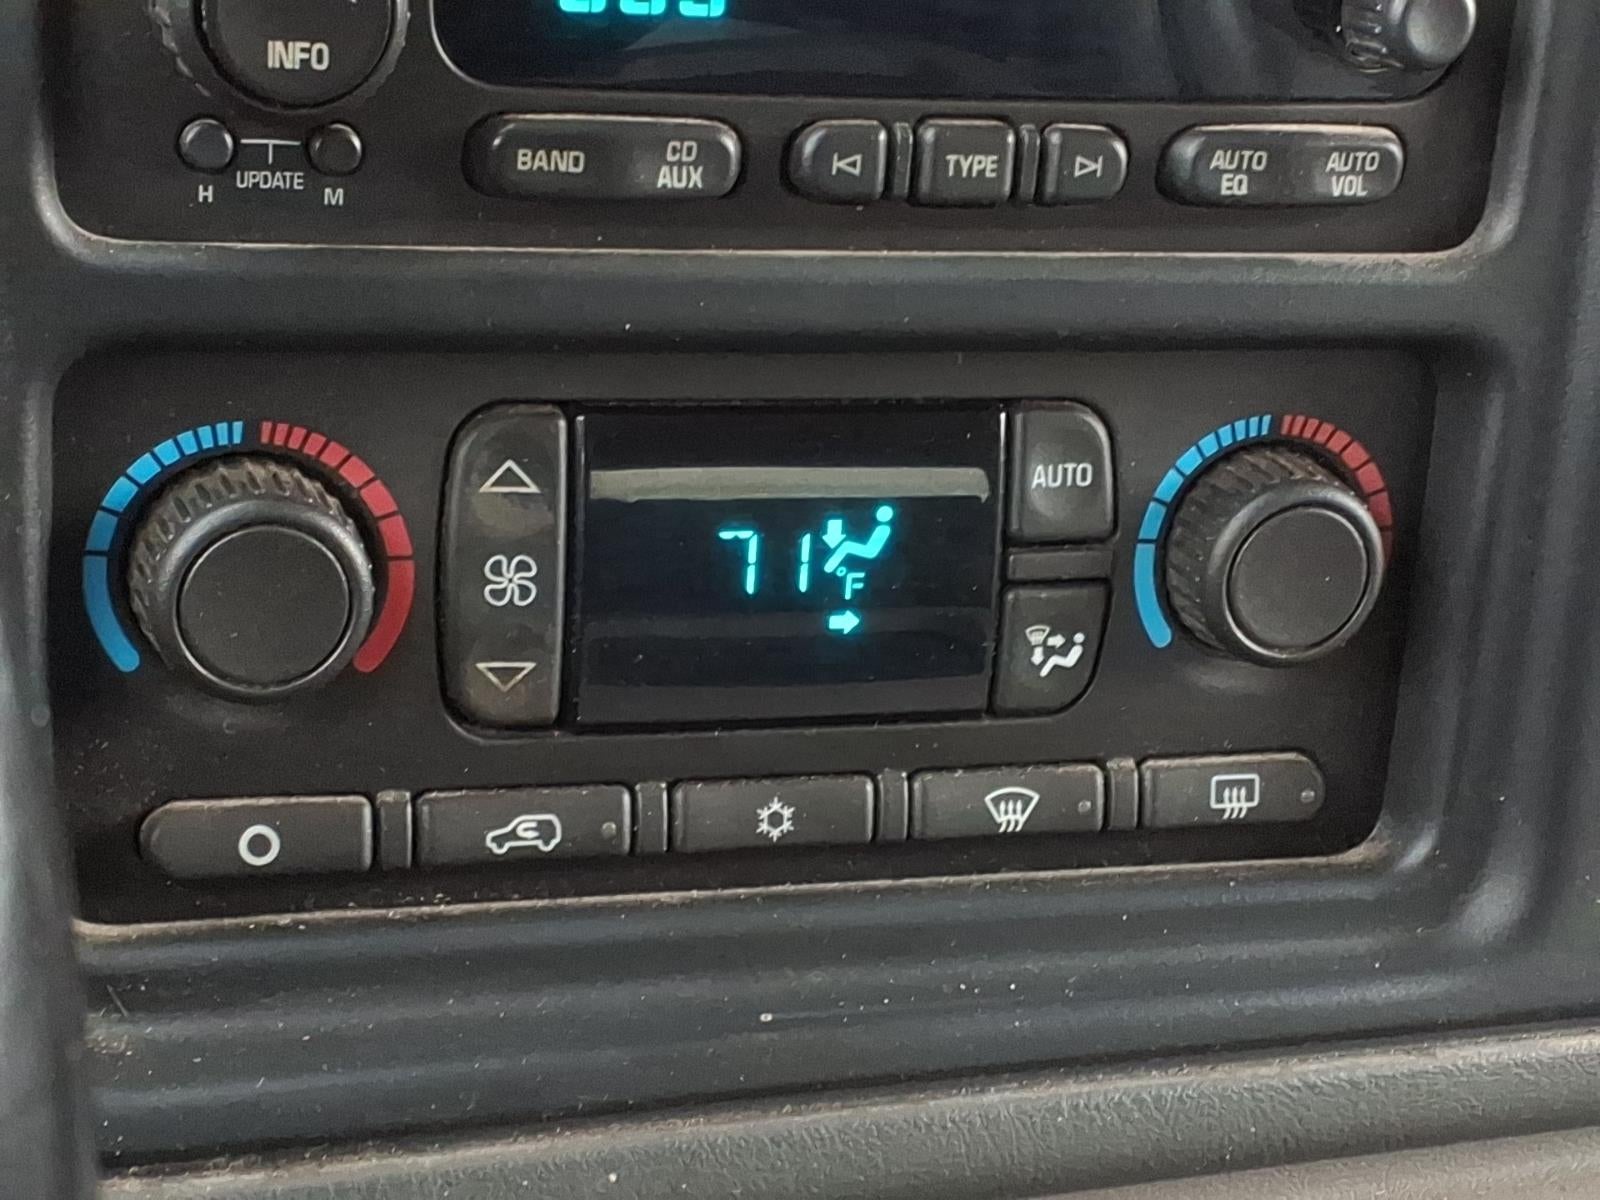 INFO
H UPDATE M
BAND
CD
AUX
TYPE
AUTO
EQ
AUTO
VOL
AUTO
71
°F